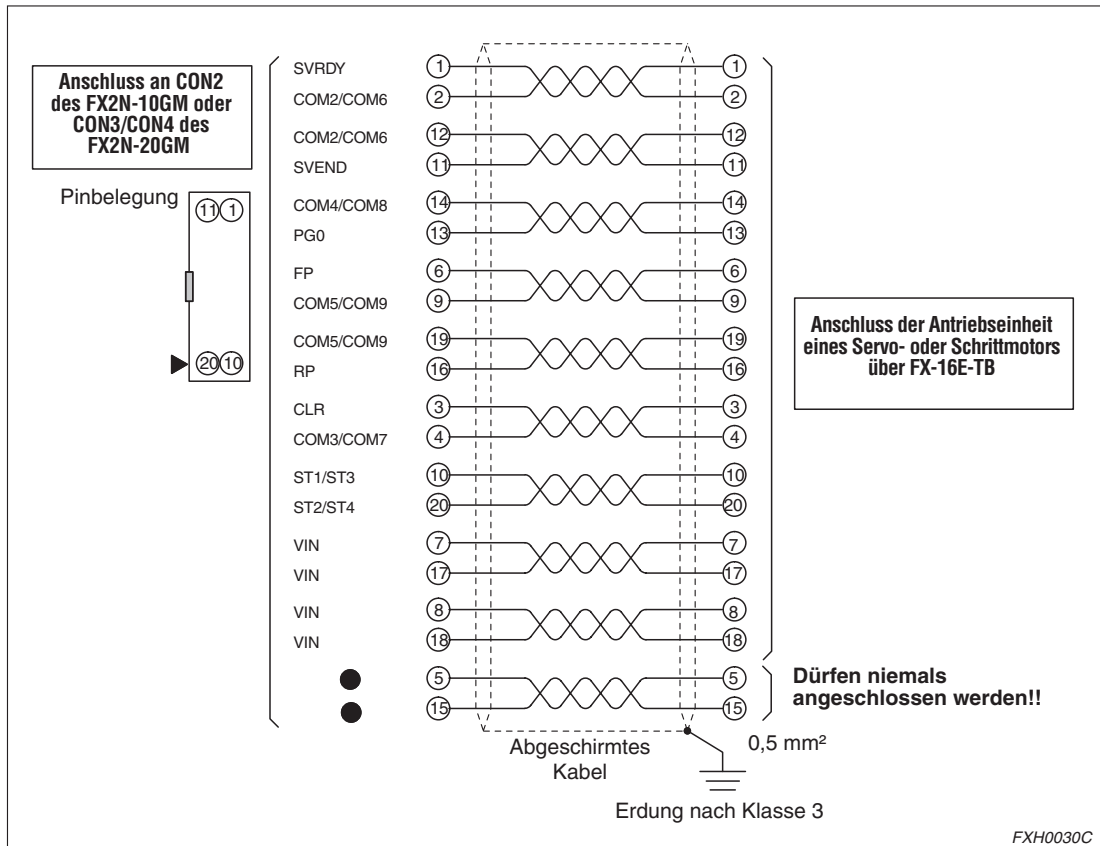 Anschluss an CON2
des FX2N-10GM oder
CON3/CON4 des
FX2N-20GM
Pinbelegung
11 1
20 10
SVRDY 1 1
COM2/COM6 2 2
COM2/COM6 12 12
SVEND 11 11
COM4/COM8 14 14
PG0 13 13
FP 6 6
COM5/COM9 9 9
COM5/COM9 19 19
RP 16 16
CLR 3 3
COM3/COM7 4 4
ST1/ST3 10 10
ST2/ST4 20 20
VIN 7 7
VIN 17 17
VIN 8 8
VIN 18 18
5 5
15 15
Anschluss der Antriebseinheit
eines Servo- oder Schrittmotors
über FX-16E-TB
Dürfen niemals
angeschlossen werden!!
Abgeschirmtes
Kabel
0,5 mm²
Erdung nach Klasse 3
FXH0030C